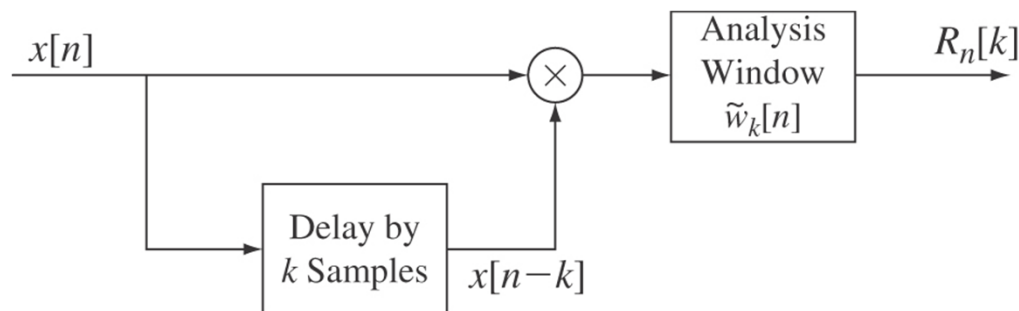 x[n]
Analysis
Window
w̃ₖ[n]
Rₙ[k]
Delay by
k Samples
x[n−k]